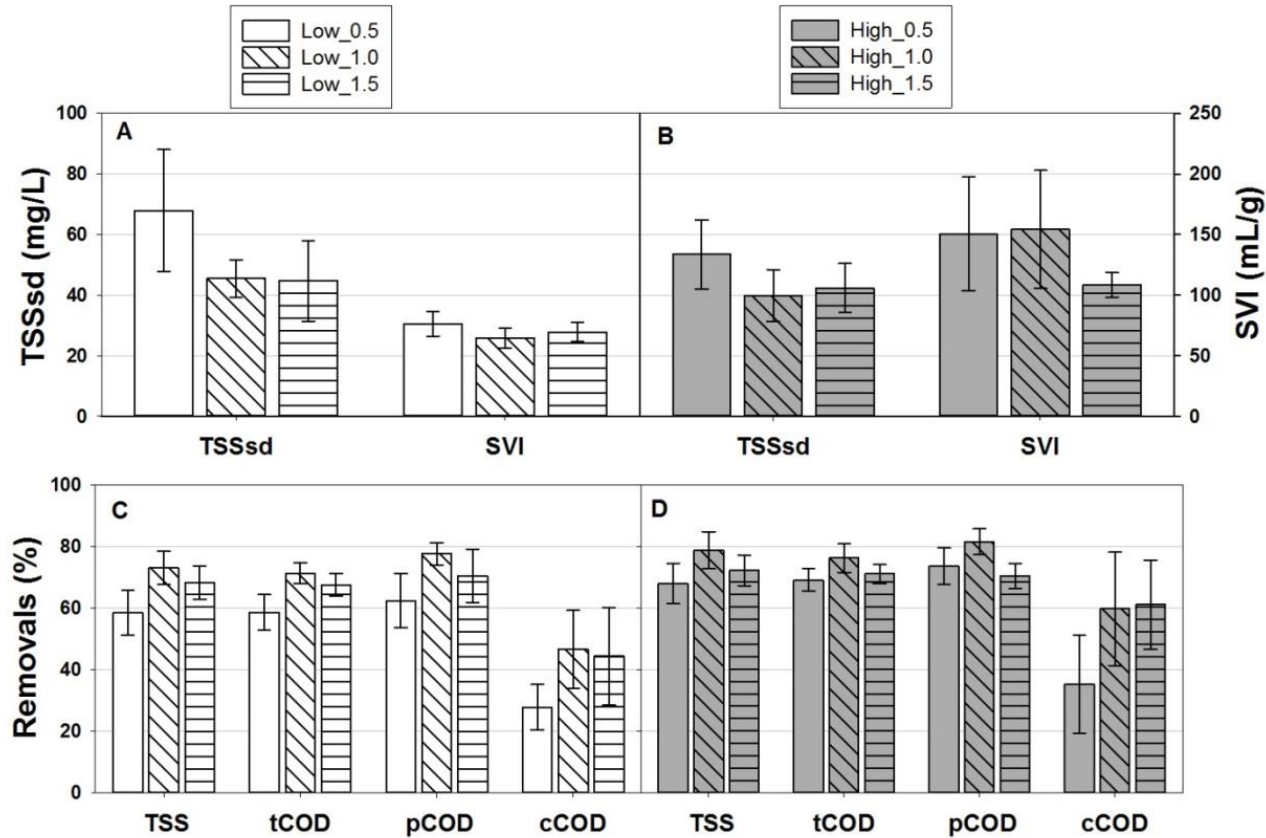 Low_0.5
Low_1.0
Low_1.5
High_0.5
High_1.0
High_1.5
A
B
TSSsd (mg/L)
100
80
60
40
20
0
SVI (mL/g)
250
200
150
100
50
0
TSSsd SVI TSSsd SVI
C
D
Removals (%)
100
80
60
40
20
0
TSS tCOD pCOD cCOD TSS tCOD pCOD cCOD